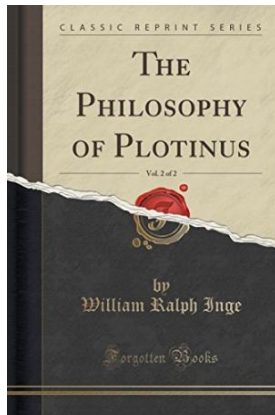 CLASSIC REPRINT SERIES
THE
PHILOSOPHY
OF PLOTINUS
Vol. 2 of 2
by
William Ralph Inge
Forgotten Books